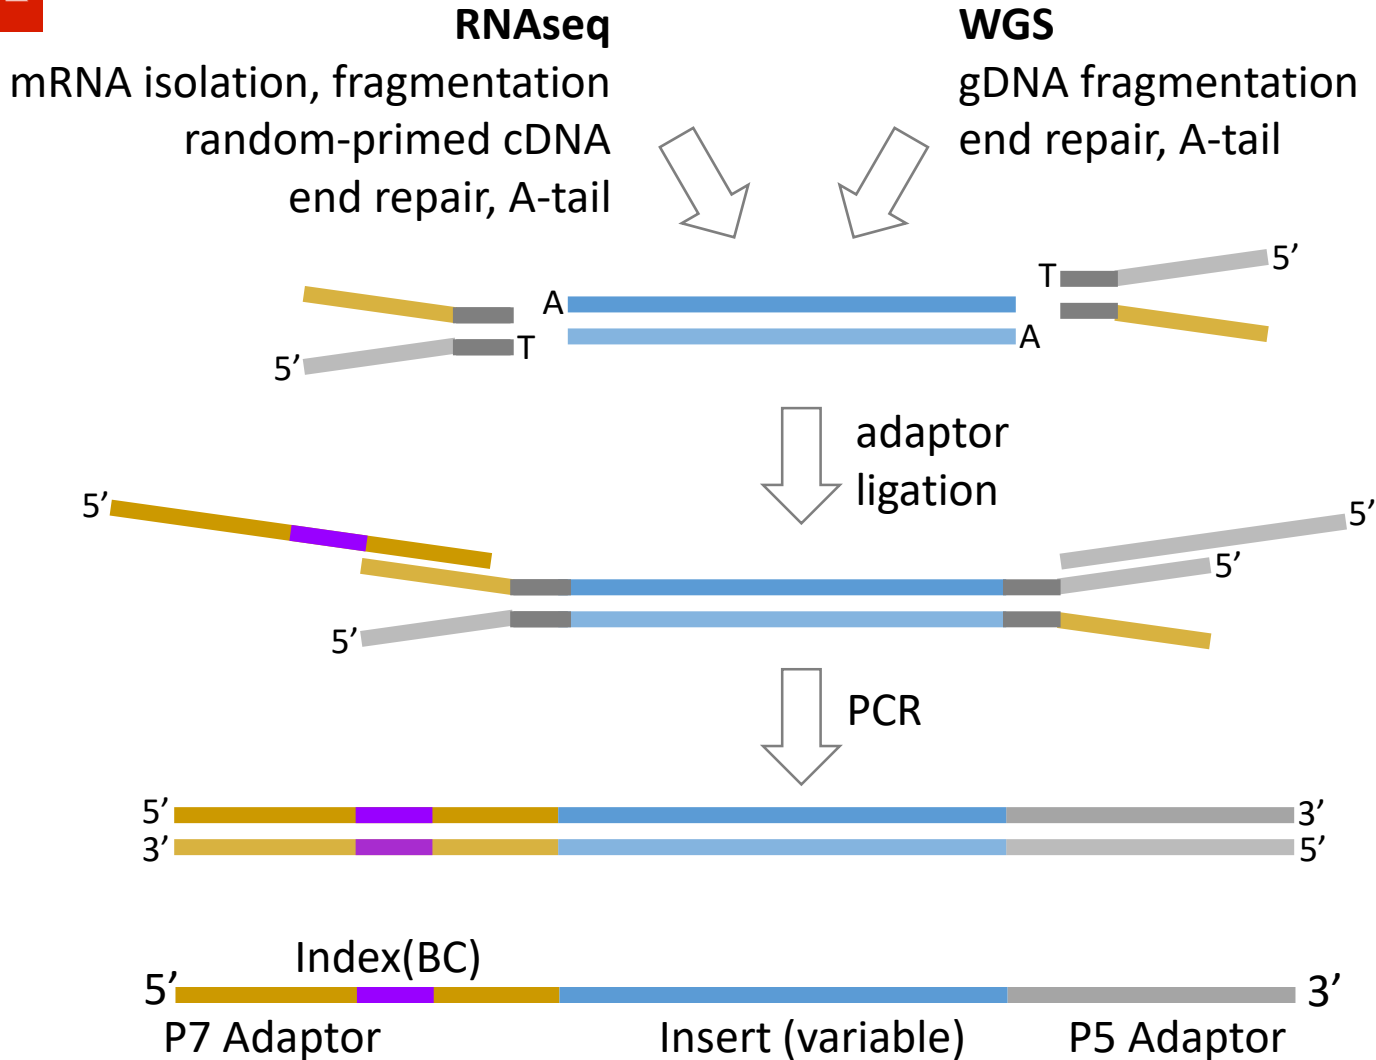 RNAseq
mRNA isolation, fragmentation
random-primed cDNA
end repair, A-tail
WGS
gDNA fragmentation
end repair, A-tail
5’
T
A
T
A
5’
adaptor
ligation
5’
5’
5’
5’
PCR
5’
3’
3’
5’
Index(BC)
5’
3’
P7 Adaptor
Insert (variable)
P5 Adaptor